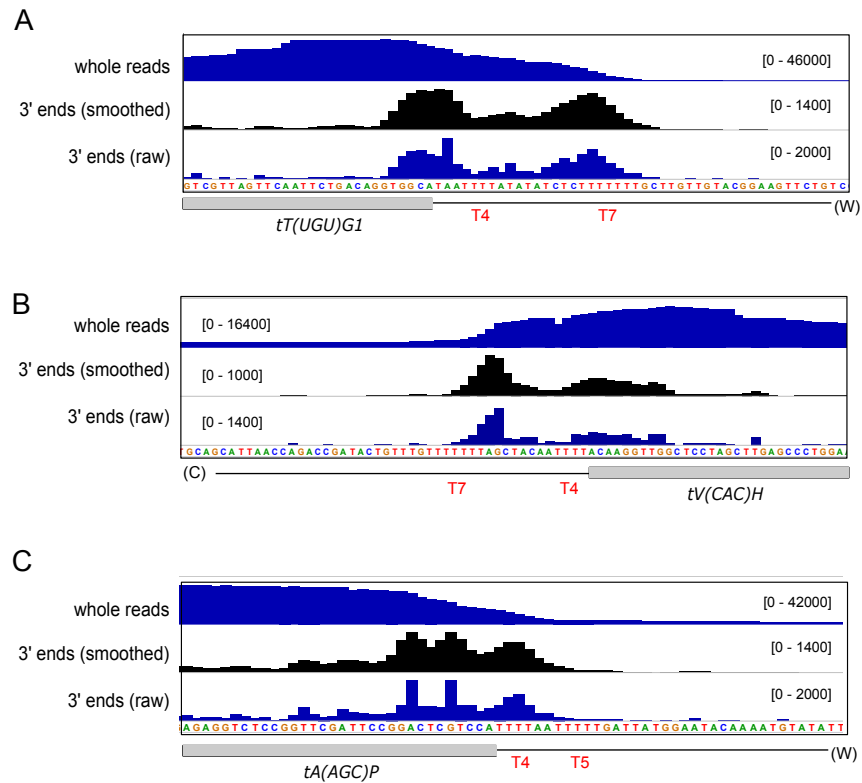 A
whole reads
[0 - 46000]
3' ends (smoothed)
[0 - 1400]
3' ends (raw)
[0 - 2000]
GTCGTTAGTTCAATTCTGACAGGTGGCATAATTTTATATATCTCTTTTTTTGCTTGTTGTACGGAAGTTCTGTC
(W)
tT(UGU)G1
T4
T7
B
whole reads
[0 - 16400]
3' ends (smoothed)
[0 - 1000]
3' ends (raw)
[0 - 1400]
TGCAGCATTAACCAGACCGATACTGTTTGTTTTTTTAGCTACAATTTTACAAGGTTGGCTCCTAGCTTGAGCCCTGGAA
(C)
T7
T4
tV(CAC)H
C
whole reads
[0 - 42000]
3' ends (smoothed)
[0 - 1400]
3' ends (raw)
[0 - 2000]
AGAGGTCTCCGGTTCGATTCCGGACTCGTCCATTTTAATTTTTGATTATGGAATACAAAATGTATATT
(W)
tA(AGC)P
T4
T5